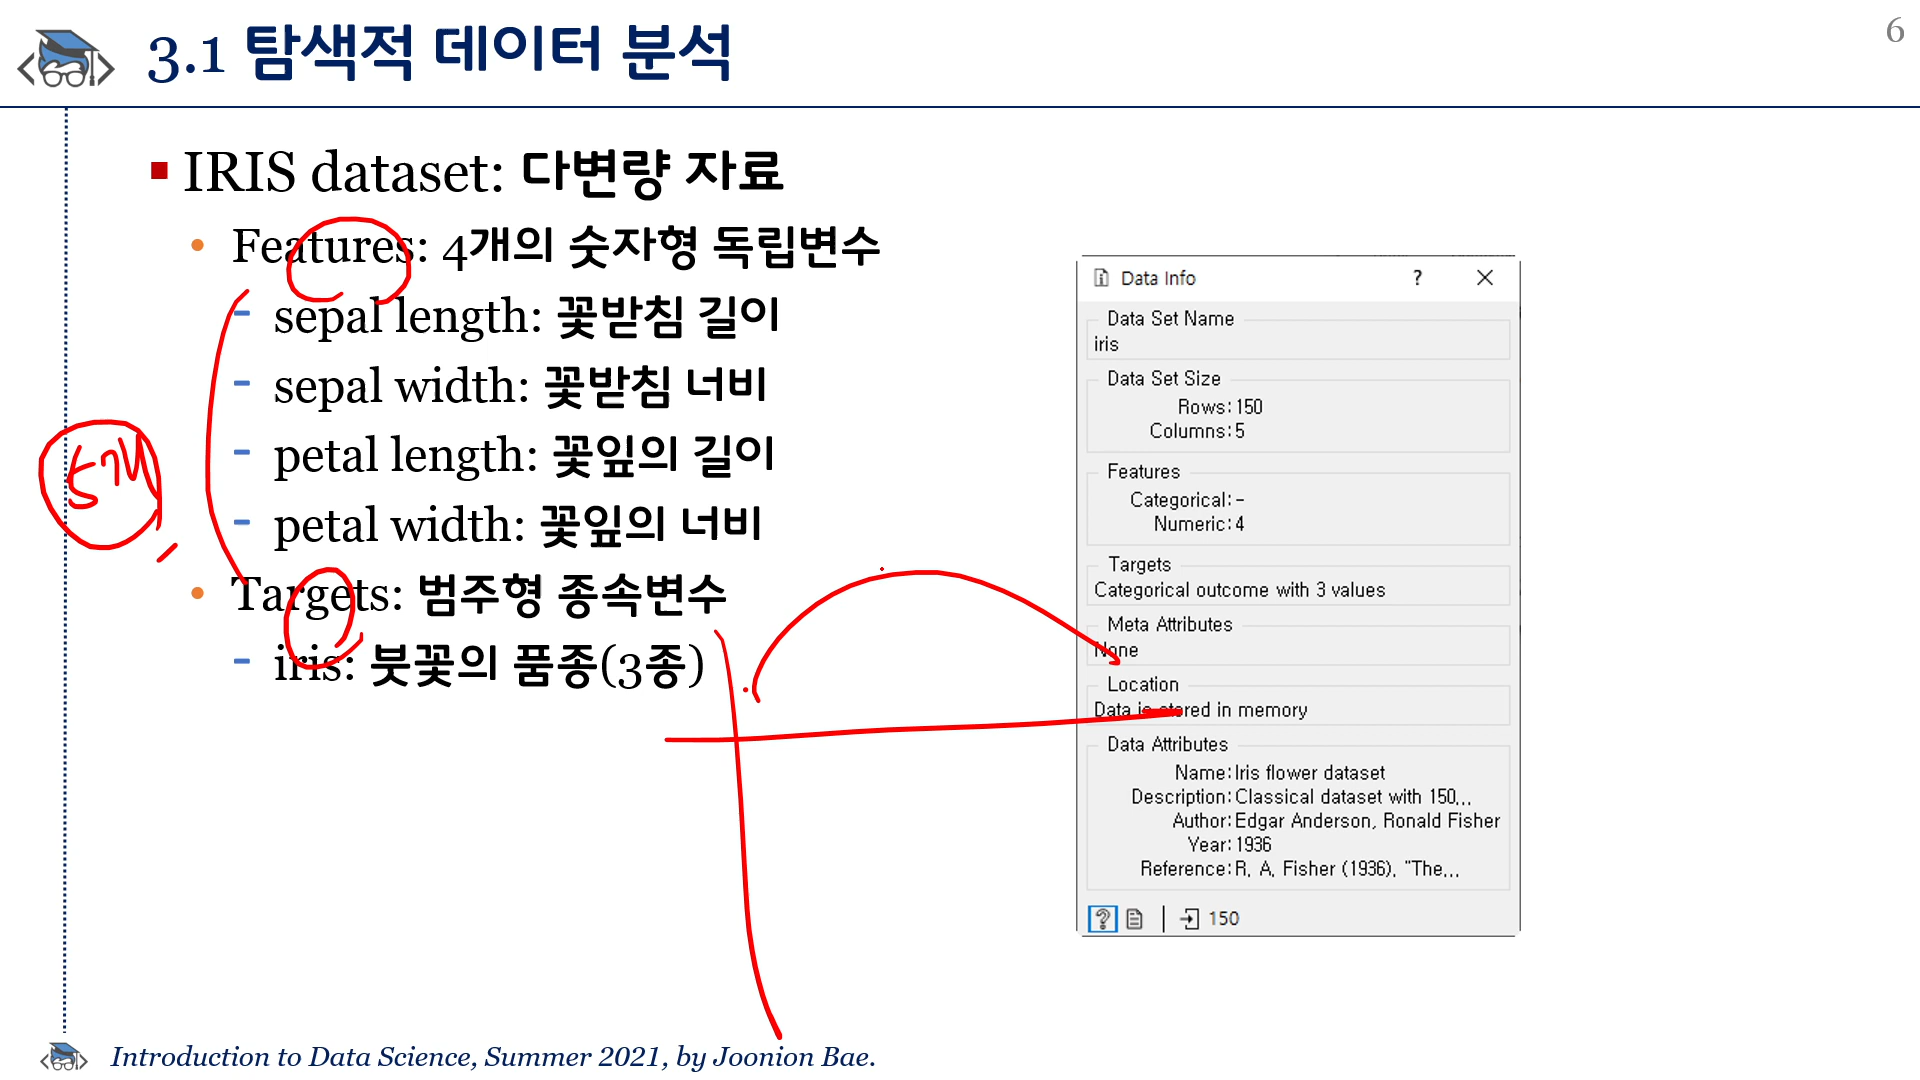 3.1 탐색적 데이터 분석
6
IRIS dataset: 다변량 자료
Features: 4개의 숫자형 독립변수
sepal length: 꽃받침 길이
sepal width: 꽃받침 너비
petal length: 꽃잎의 길이
petal width: 꽃잎의 너비
Targets: 범주형 종속변수
iris: 붓꽃의 품종(3종)
5개
Data Info
?
Data Set Name
iris
Data Set Size
Rows: 150
Columns: 5
Features
Categorical: -
Numeric: 4
Targets
Categorical outcome with 3 values
Meta Attributes
None
Location
Data is stored in memory
Data Attributes
Name: Iris flower dataset
Description: Classical dataset with 150...
Author: Edgar Anderson, Ronald Fisher
Year: 1936
Reference: R. A. Fisher (1936). "The...
? 150
Introduction to Data Science, Summer 2021, by Joonion Bae.